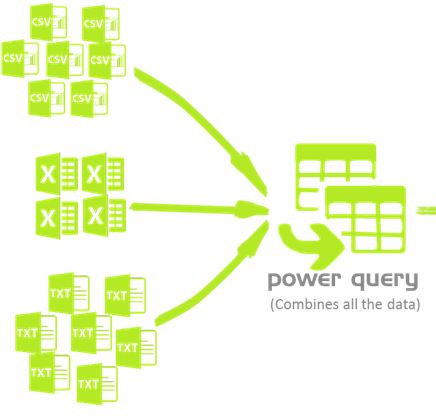 CSV
CSV
CSV
CSV
CSV
CSV
CSV
X
X
X
X
power query
(Combines all the data)
TXT
TXT
TXT
TXT
TXT
TXT
TXT